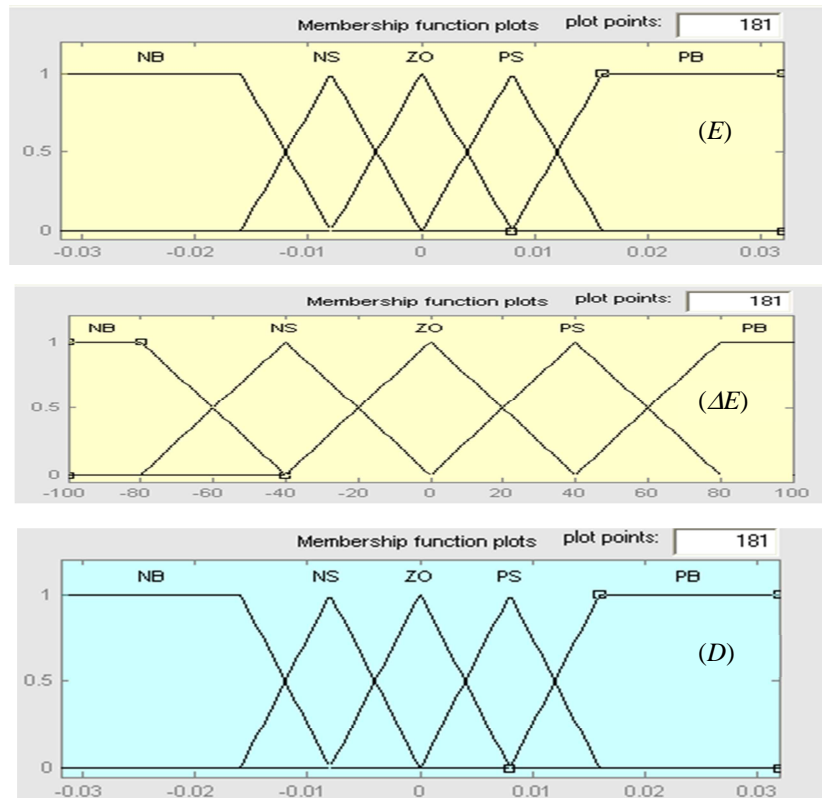 Membership function plots plot points: 181
NB NS ZO PS PB
1
(E)
0.5
0
-0.03 -0.02 -0.01 0 0.01 0.02 0.03
Membership function plots plot points: 181
NB NS ZO PS PB
1
(ΔE)
0.5
0
-100 -80 -60 -40 -20 0 20 40 60 80 100
Membership function plots plot points: 181
NB NS ZO PS PB
1
(D)
0.5
0
-0.03 -0.02 -0.01 0 0.01 0.02 0.03